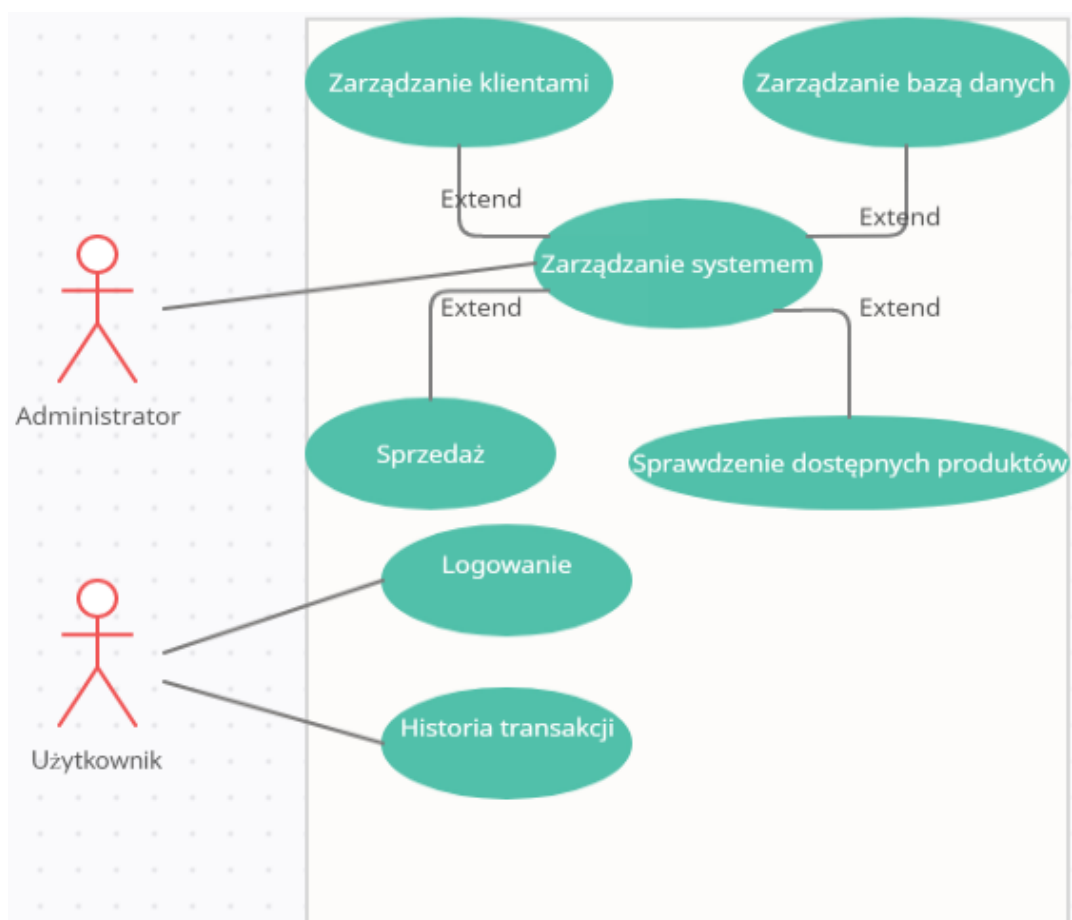 Zarządzanie klientami
Zarządzanie bazą danych
Extend
Extend
Zarządzanie systemem
Extend
Extend
Administrator
Sprzedaż
Sprawdzenie dostępnych produktów
Logowanie
Historia transakcji
Użytkownik